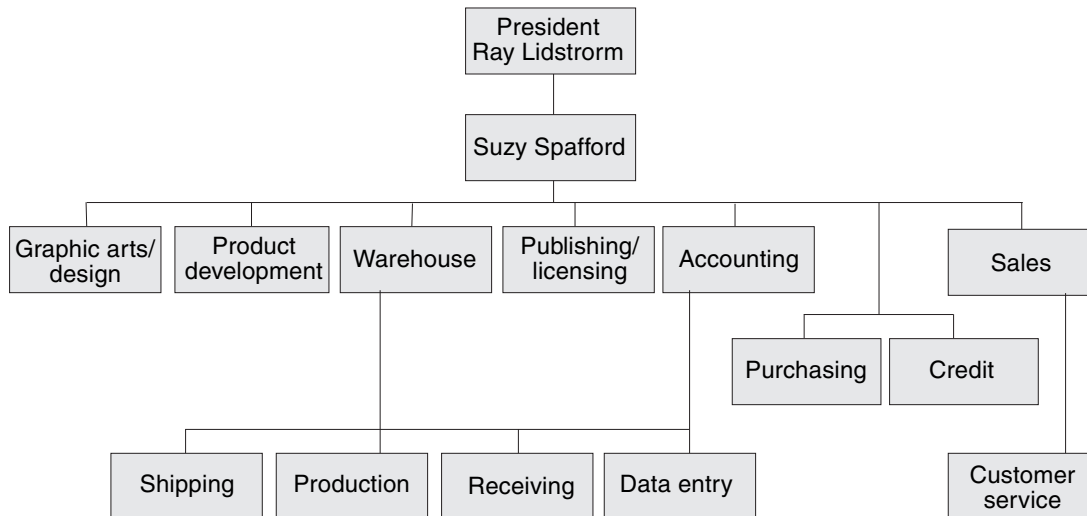 President
Ray Lidstrorm
Suzy Spafford
Graphic arts/
design
Product
development
Warehouse
Publishing/
licensing
Accounting
Sales
Purchasing
Credit
Shipping
Production
Receiving
Data entry
Customer
service